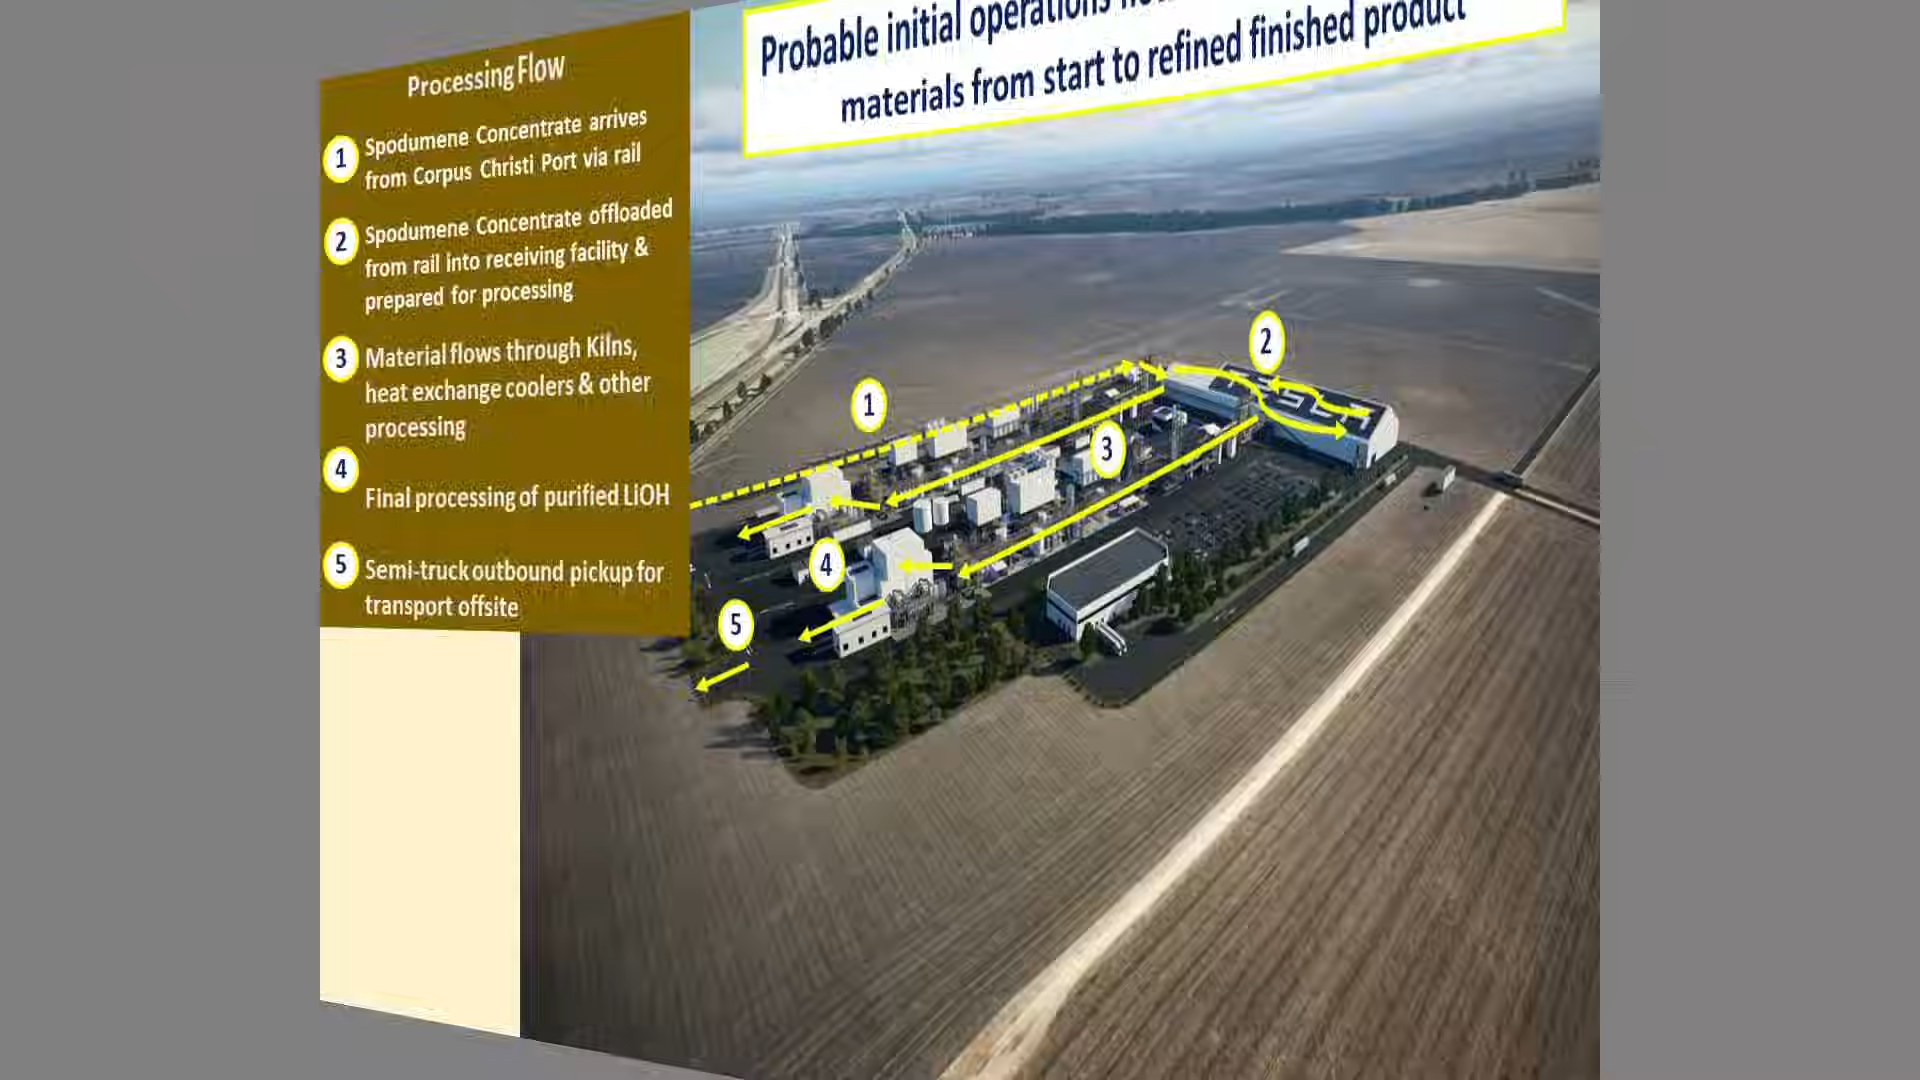 Probable initial operations
materials from start to refined finished product
Processing Flow
1
Spodumene Concentrate arrives
from Corpus Christi Port via rail
2
Spodumene Concentrate offloaded
from rail into receiving facility &
prepared for processing
3
Material flows through Kilns,
heat exchange coolers & other
processing
4
Final processing of purified LiOH
5
Semi-truck outbound pickup for
transport offsite
1
2
3
4
5